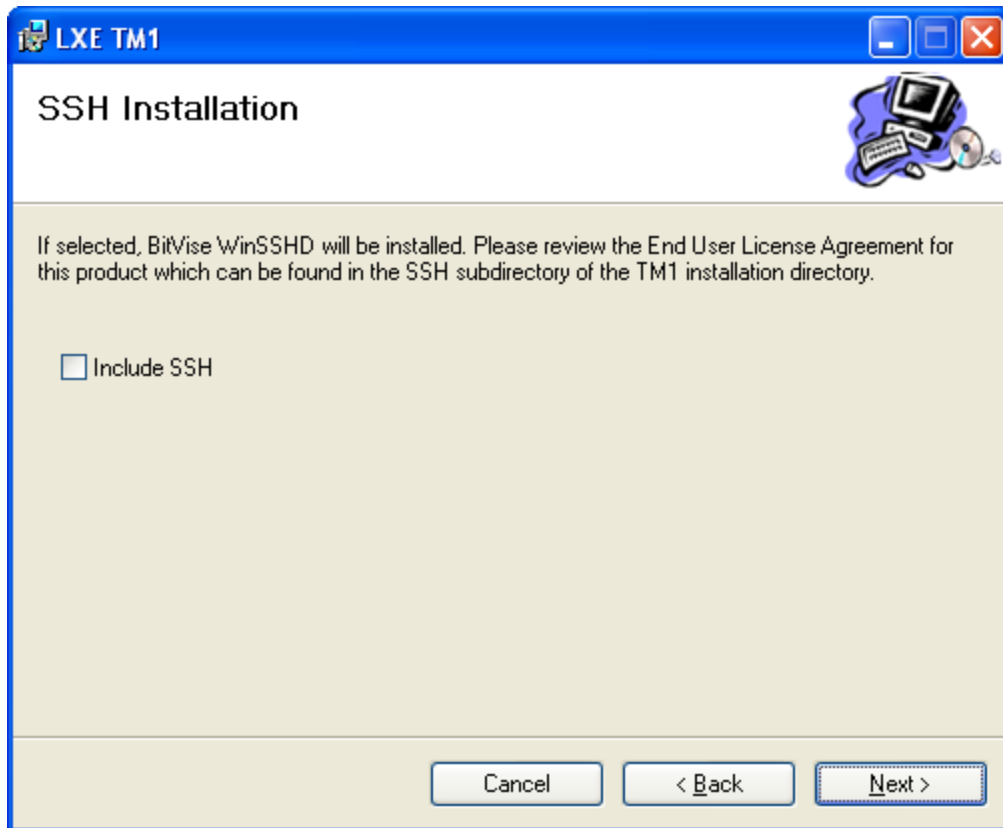 LXE TM1
SSH Installation
If selected, BitVise WinSSHD will be installed. Please review the End User License Agreement for
this product which can be found in the SSH subdirectory of the TM1 installation directory.
Include SSH
Cancel
< Back
Next >